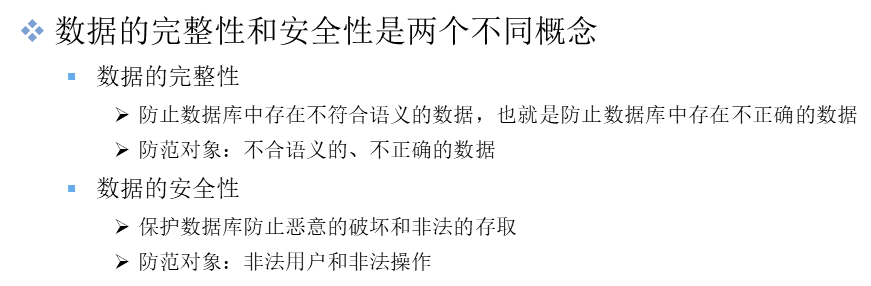 数据的完整性和安全性是两个不同概念
数据的完整性
防止数据库中存在不符合语义的数据，也就是防止数据库中存在不正确的数据
防范对象：不合语义的、不正确的数据
数据的安全性
保护数据库防止恶意的破坏和非法的存取
防范对象：非法用户和非法操作